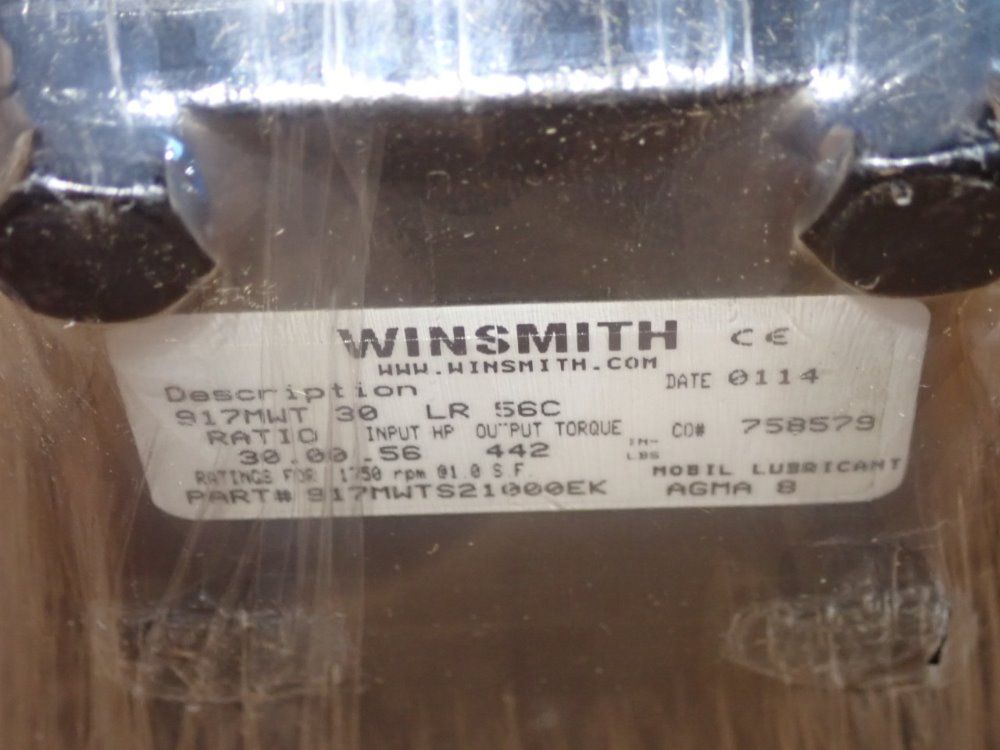 WINSMITH CE
WWW.WINSMITH.COM
Description DATE 0114
917MWT 30 LR 56C
RATIO INPUT HP OUTPUT TORQUE CO# 758579
30.00 .56 442 IN- LBS
RATINGS FOR 1750 rpm @1.0 S.F. MOBIL LUBRICANT
PART# 917MWTS21000EK AGMA 8